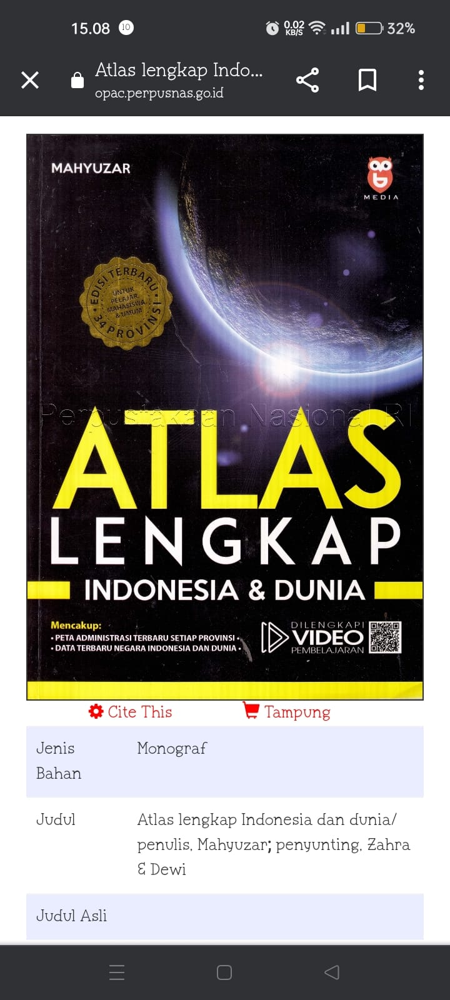 15.08 10 0.02 KB/S 32%
Atlas lengkap Indo...
opac.perpusnas.go.id
MAHYUZAR
MEDIA
EDISI TERBARU
UNTUK
PELAJAR,
MAHASISWA,
& UMUM
34 PROVINSI
Perpustakaan Nasional RI
ATLAS
LENGKAP
INDONESIA & DUNIA
Mencakup:
• PETA ADMINISTRASI TERBARU SETIAP PROVINSI •
• DATA TERBARU NEGARA INDONESIA DAN DUNIA •
DILENGKAPI
VIDEO
PEMBELAJARAN
Cite This Tampung
Jenis Bahan Monograf
Judul Atlas lengkap Indonesia dan dunia/
penulis, Mahyuzar; penyunting, Zahra
& Dewi
Judul Asli